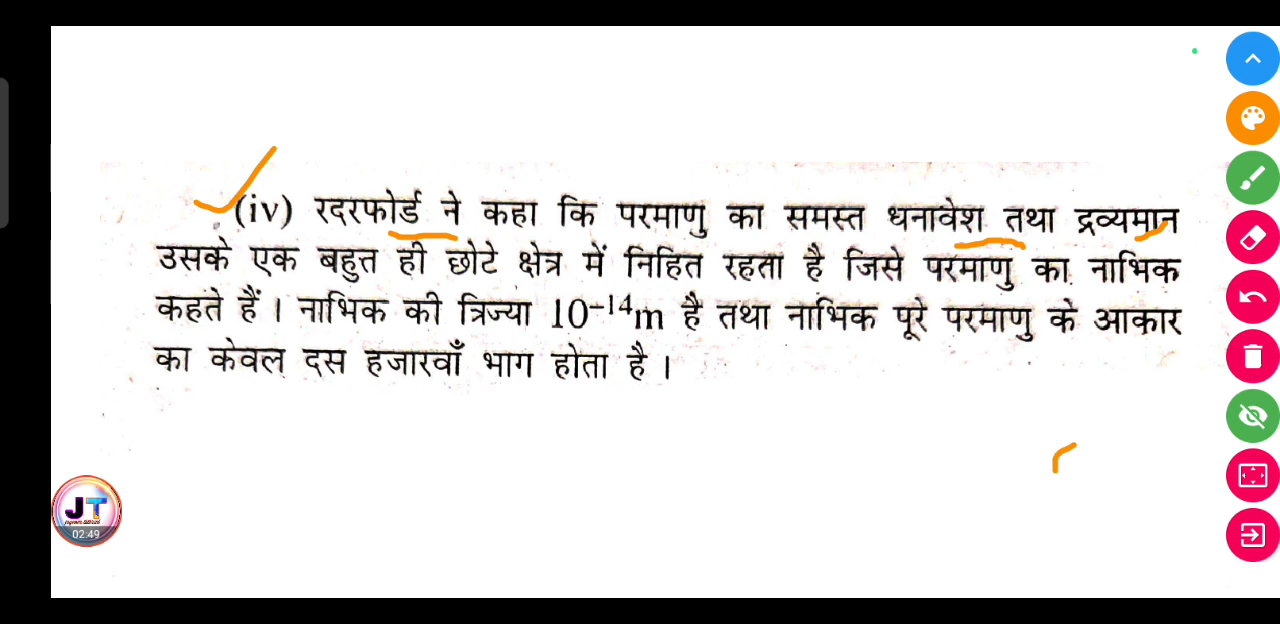 (iv) रदरफोर्ड ने कहा कि परमाणु का समस्त धनावेश तथा द्रव्यमान
उसके एक बहुत ही छोटे क्षेत्र में निहित रहता है जिसे परमाणु का नाभिक
कहते हैं । नाभिक की त्रिज्या 10⁻¹⁴m है तथा नाभिक पूरे परमाणु के आकार
का केवल दस हजारवाँ भाग होता है ।
JT
02:49